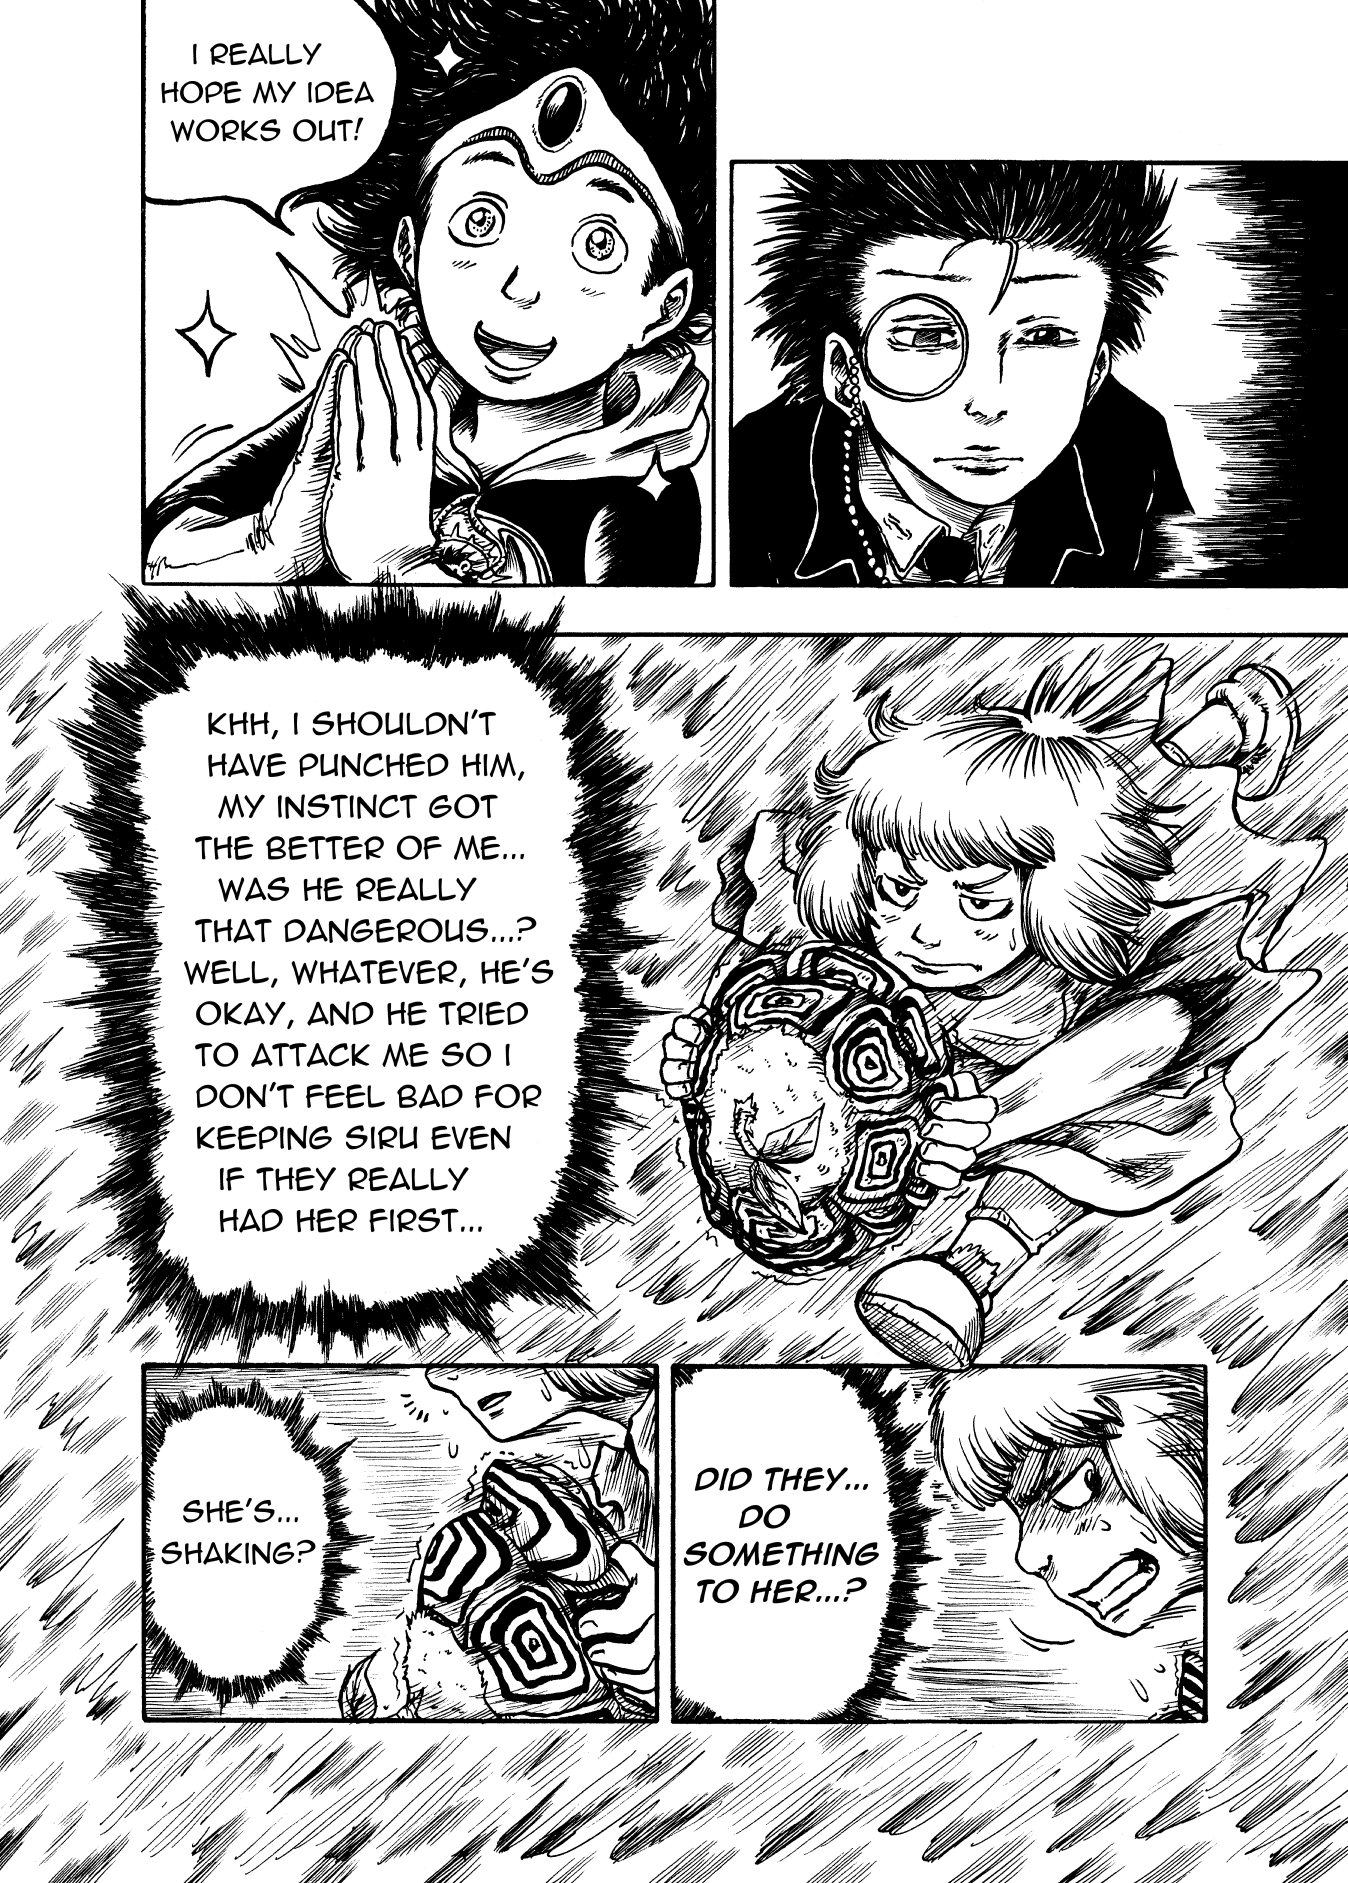 I REALLY
HOPE MY IDEA
WORKS OUT!
KHH, I SHOULDN'T
HAVE PUNCHED HIM,
MY INSTINCT GOT
THE BETTER OF ME...
WAS HE REALLY
THAT DANGEROUS...?
WELL, WHATEVER, HE'S
OKAY, AND HE TRIED
TO ATTACK ME SO I
DON'T FEEL BAD FOR
KEEPING SIRU EVEN
IF THEY REALLY
HAD HER FIRST...
SHE'S...
SHAKING?
DID THEY...
DO
SOMETHING
TO HER...?